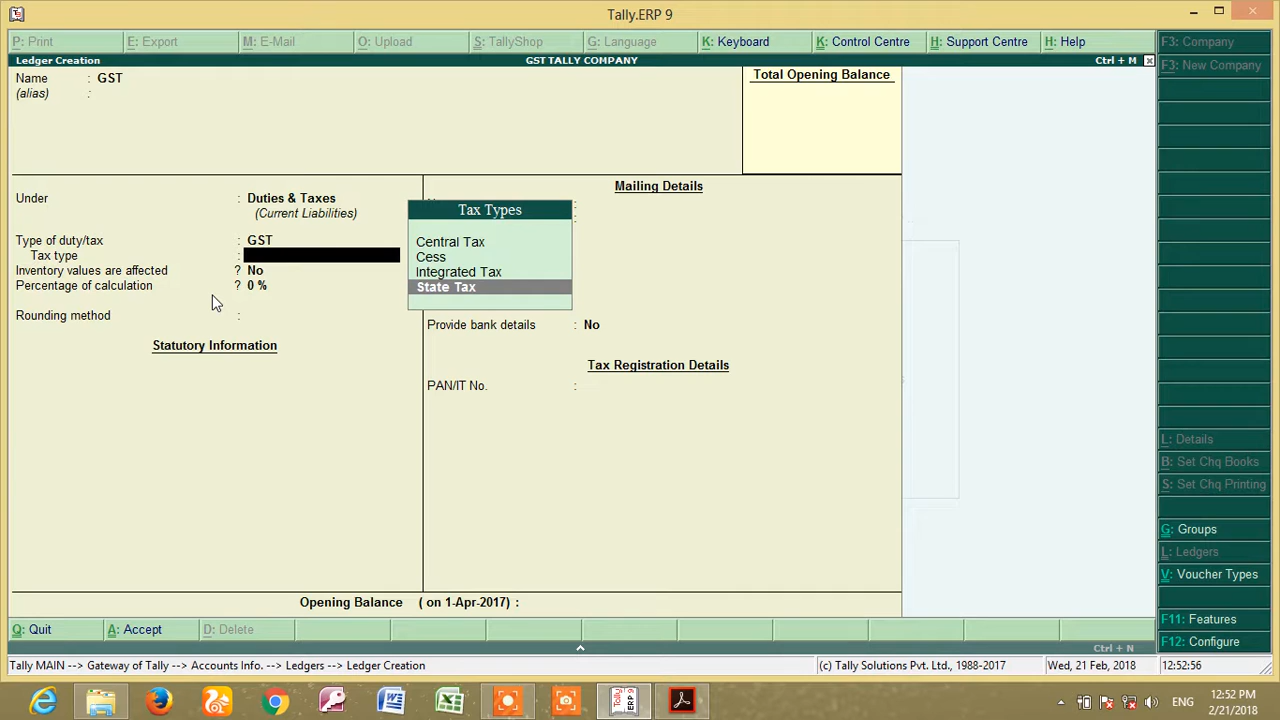 Tally.ERP 9
P: Print
E: Export
M: E-Mail
O: Upload
S: TallyShop
G: Language
K: Keyboard
K: Control Centre
H: Support Centre
H: Help
F3: Company
F3: New Company
Ledger Creation
GST TALLY COMPANY
Ctrl + M
Name : GST
(alias) :
Total Opening Balance
Under : Duties & Taxes
(Current Liabilities)
Type of duty/tax : GST
Tax type :
Inventory values are affected ? No
Percentage of calculation ? 0 %
Rounding method :
Statutory Information
Mailing Details
:
:
Tax Types
Central Tax
Cess
Integrated Tax
State Tax
Provide bank details : No
Tax Registration Details
PAN/IT No. :
L: Details
B: Set Chq Books
S: Set Chq Printing
G: Groups
L: Ledgers
V: Voucher Types
F11: Features
F12: Configure
Opening Balance ( on 1-Apr-2017) :
Q: Quit
A: Accept
D: Delete
Ctrl + N
Tally MAIN --> Gateway of Tally --> Accounts Info. --> Ledgers --> Ledger Creation
(c) Tally Solutions Pvt. Ltd., 1988-2017
Wed, 21 Feb, 2018
12:52:56
Tally ERP 9
ENG
12:52 PM
2/21/2018